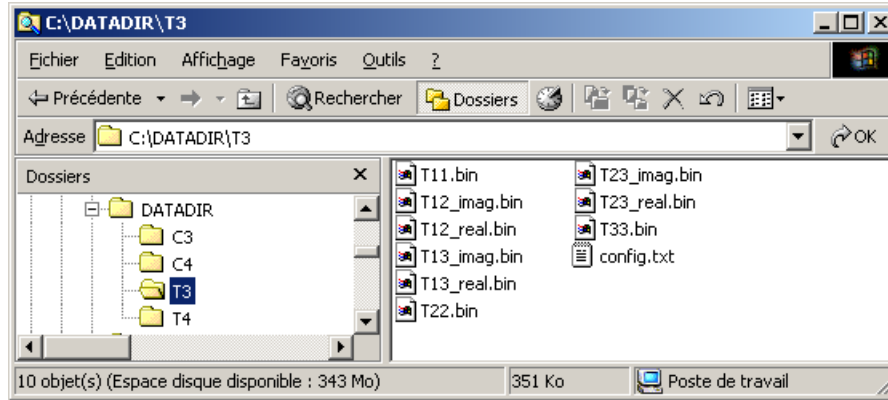 C:\DATADIR\T3
Fichier Edition Affichage Favoris Outils ?
Précédente Rechercher Dossiers
Adresse C:\DATADIR\T3 OK
Dossiers
DATADIR
C3
C4
T3
T4
T11.bin
T12_imag.bin
T12_real.bin
T13_imag.bin
T13_real.bin
T22.bin
T23_imag.bin
T23_real.bin
T33.bin
config.txt
10 objet(s) (Espace disque disponible : 343 Mo) 351 Ko Poste de travail